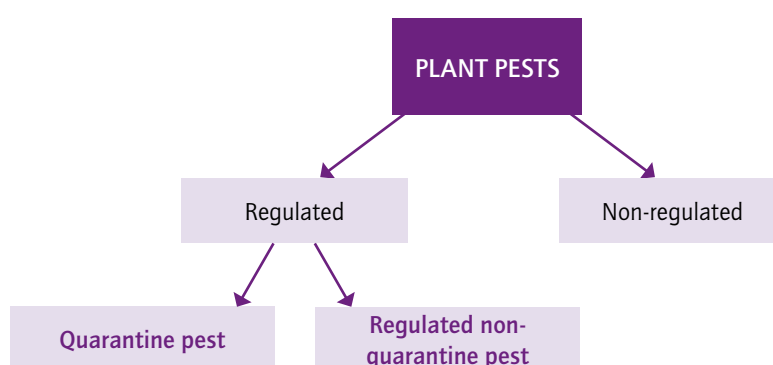 PLANT PESTS
Regulated
Non-regulated
Quarantine pest
Regulated non-
quarantine pest